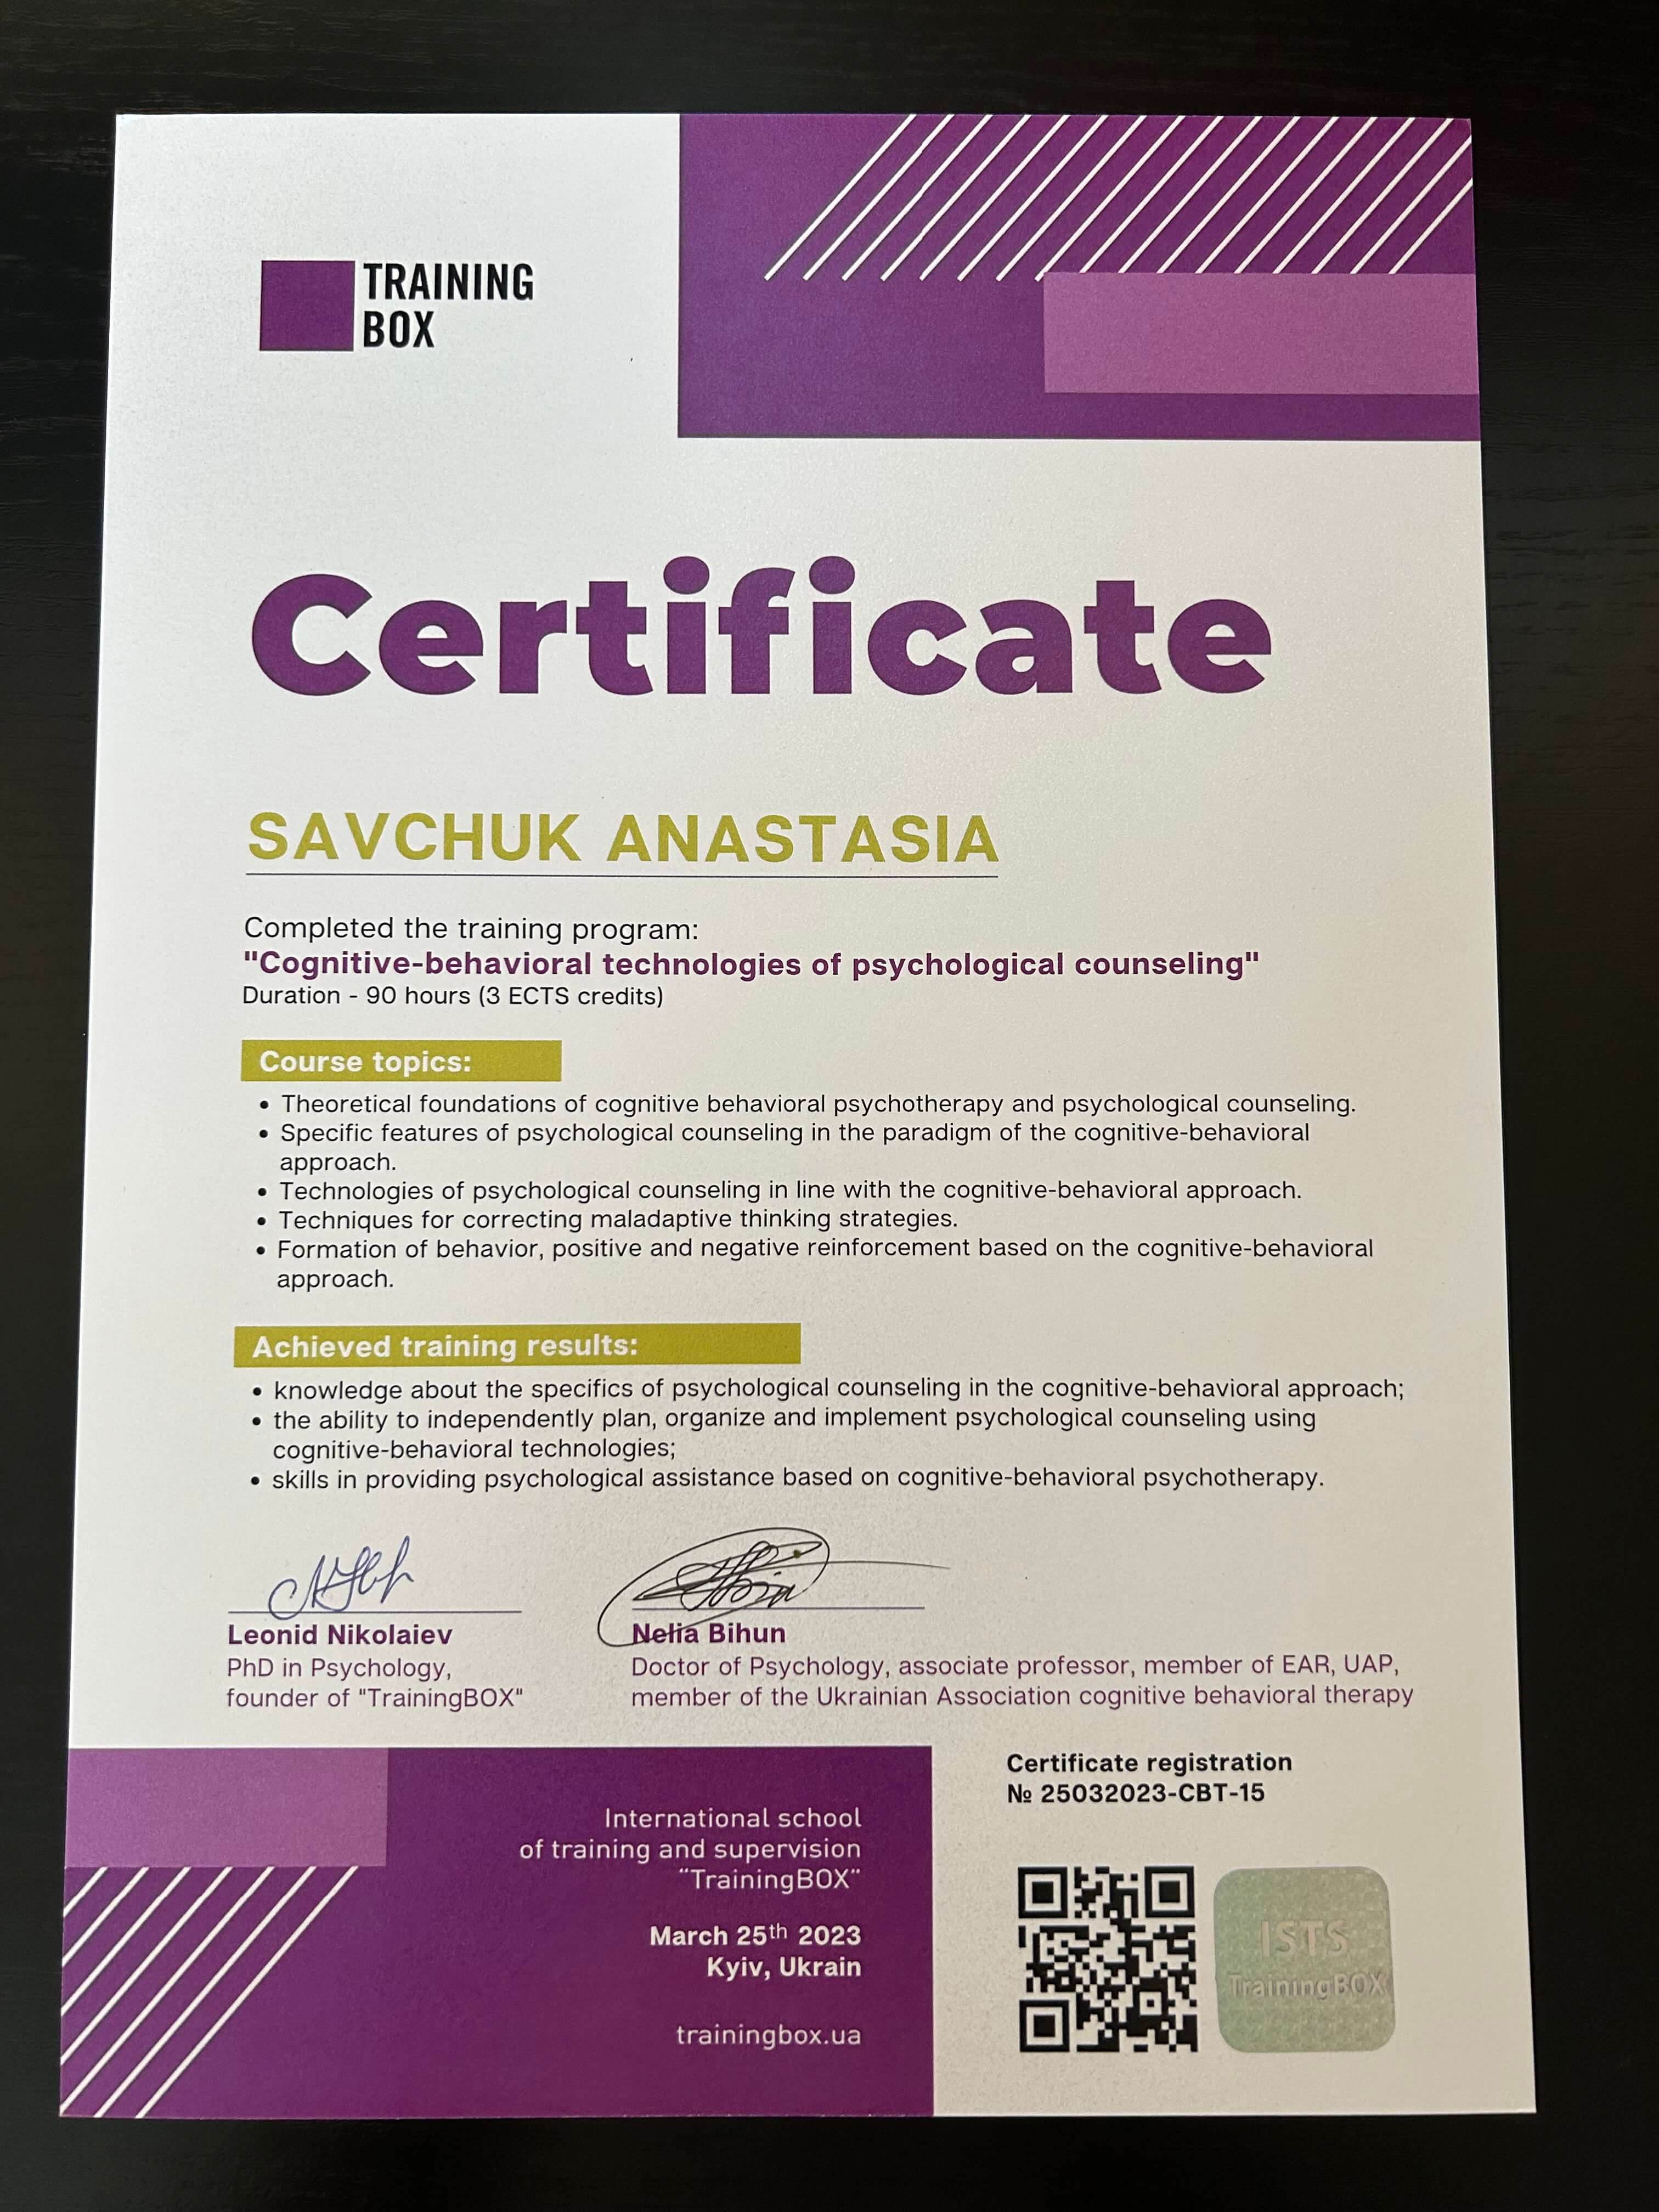 TRAINING
BOX
Certificate
SAVCHUK ANASTASIA
Completed the training program:
"Cognitive-behavioral technologies of psychological counseling"
Duration - 90 hours (3 ECTS credits)
Course topics:
• Theoretical foundations of cognitive behavioral psychotherapy and psychological counseling.
• Specific features of psychological counseling in the paradigm of the cognitive-behavioral
approach.
• Technologies of psychological counseling in line with the cognitive-behavioral approach.
• Techniques for correcting maladaptive thinking strategies.
• Formation of behavior, positive and negative reinforcement based on the cognitive-behavioral
approach.
Achieved training results:
• knowledge about the specifics of psychological counseling in the cognitive-behavioral approach;
• the ability to independently plan, organize and implement psychological counseling using
cognitive-behavioral technologies;
• skills in providing psychological assistance based on cognitive-behavioral psychotherapy.
Leonid Nikolaiev
PhD in Psychology,
founder of "TrainingBOX"
Nelia Bihun
Doctor of Psychology, associate professor, member of EAR, UAP,
member of the Ukrainian Association cognitive behavioral therapy
International school
of training and supervision
“TrainingBOX”
March 25th 2023
Kyiv, Ukrain
trainingbox.ua
Certificate registration
№ 25032023-CBT-15
ISTS
TrainingBOX